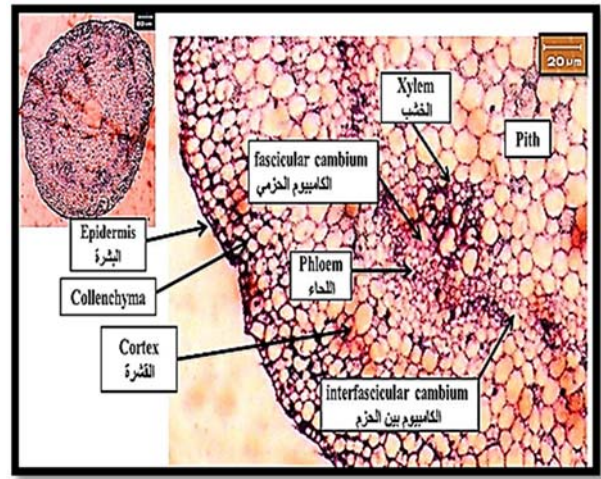 20 µm
Xylem
الخشب
Pith
fascicular cambium
الكامبيوم الحزمي
Epidermis
البشرة
Phloem
اللحاء
Collenchyma
Cortex
القشرة
interfascicular cambium
الكامبيوم بين الحزم